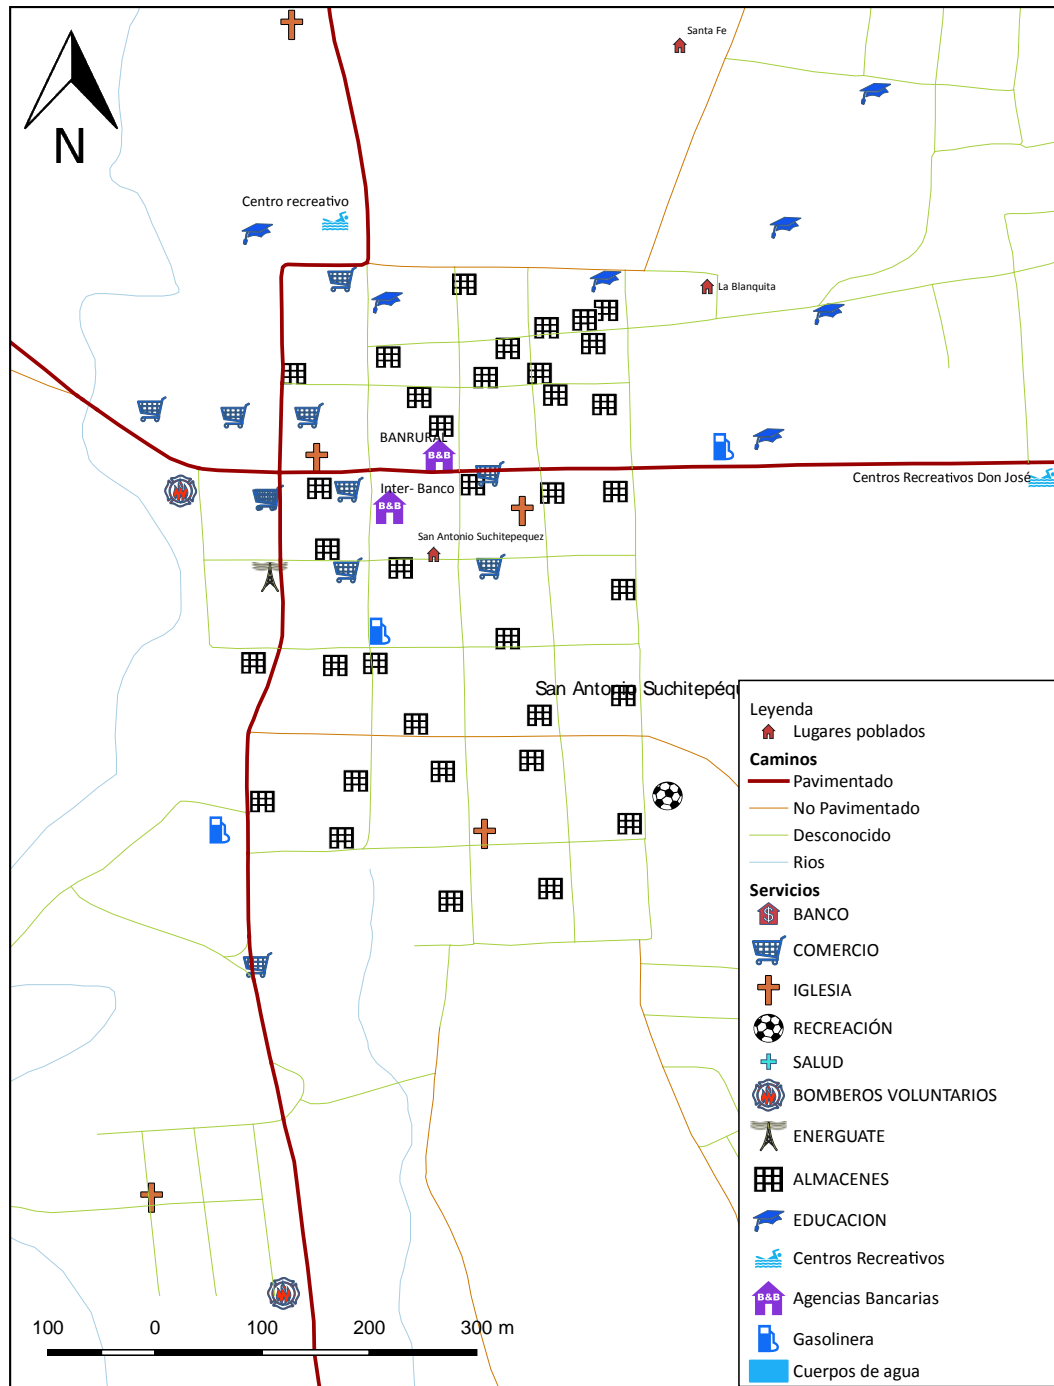 Santa Fe
N
Centro recreativo
La Blanquita
BANRURAL
B&B
Centros Recreativos Don José
Inter- Banco
B&B
San Antonio Suchitepequez
San Antonio Suchitepéqu
Leyenda
Lugares poblados
Caminos
Pavimentado
No Pavimentado
Desconocido
Rios
Servicios
$ BANCO
COMERCIO
IGLESIA
RECREACIÓN
SALUD
BOMBEROS VOLUNTARIOS
ENERGUATE
ALMACENES
EDUCACION
Centros Recreativos
B&B Agencias Bancarias
Gasolinera
Cuerpos de agua
100 0 100 200 300 m